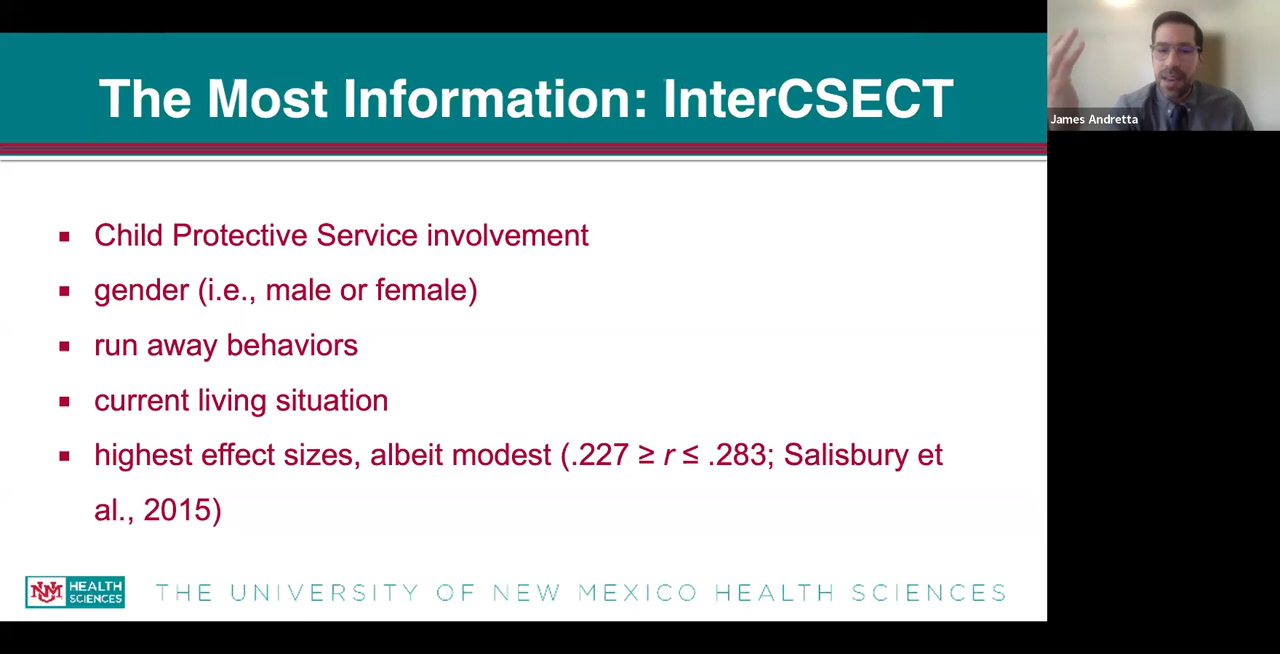 The Most Information: InterCSECT
James Andretta
▪ Child Protective Service involvement
▪ gender (i.e., male or female)
▪ run away behaviors
▪ current living situation
▪ highest effect sizes, albeit modest (.227 ≥ r ≤ .283; Salisbury et
al., 2015)
UNM HEALTH
SCIENCES
THE UNIVERSITY OF NEW MEXICO HEALTH SCIENCES